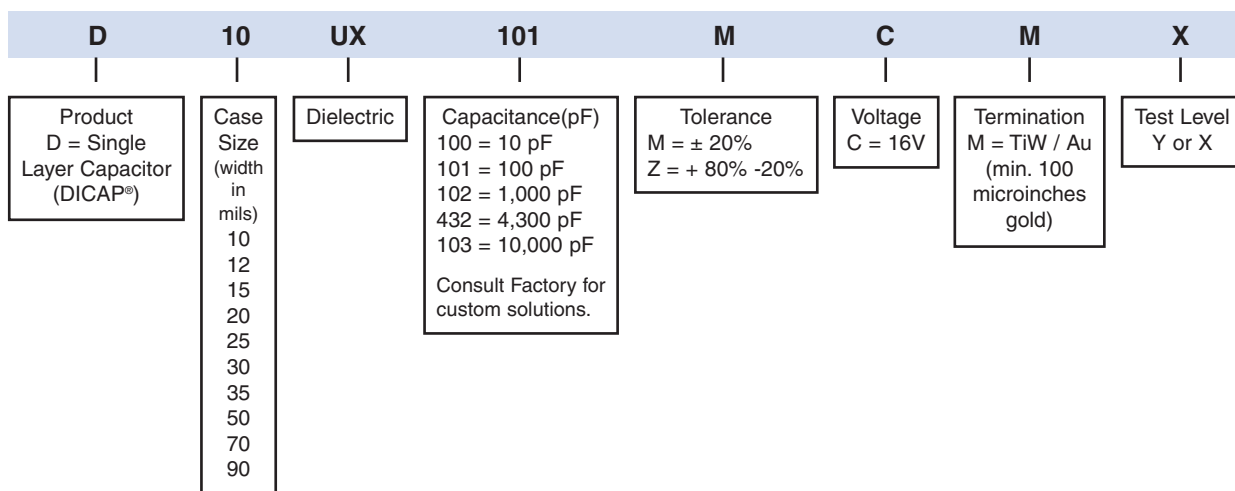 D 10 UX 101 M C M X
Product
D = Single
Layer Capacitor
(DICAP®)
Case
Size
(width
in
mils)
10
12
15
20
25
30
35
50
70
90
Dielectric
Capacitance(pF)
100 = 10 pF
101 = 100 pF
102 = 1,000 pF
432 = 4,300 pF
103 = 10,000 pF
Consult Factory for
custom solutions.
Tolerance
M = ± 20%
Z = + 80% -20%
Voltage
C = 16V
Termination
M = TiW / Au
(min. 100
microinches
gold)
Test Level
Y or X